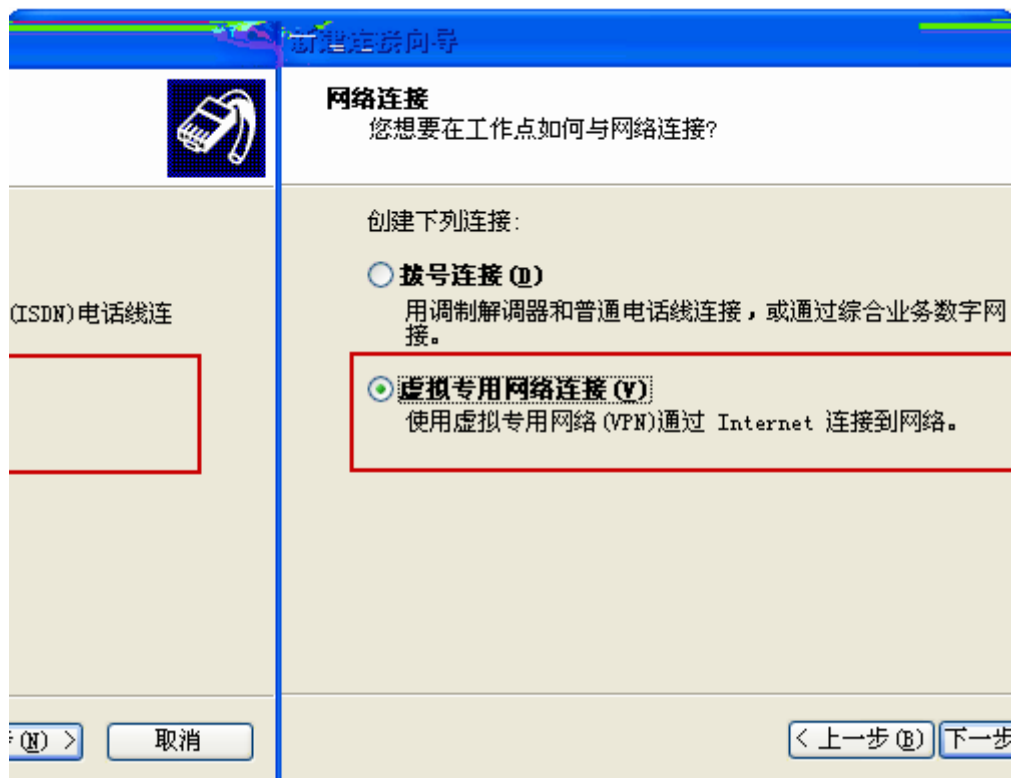 新建连接向导
网络连接
您想要在工作点如何与网络连接?
创建下列连接:
拨号连接(D)
用调制解调器和普通电话线连接，或通过综合业务数字网
(ISDN)电话线连
接。
虚拟专用网络连接(V)
使用虚拟专用网络(VPN)通过 Internet 连接到网络。
< 上一步(B)
下一步
(N) >
取消